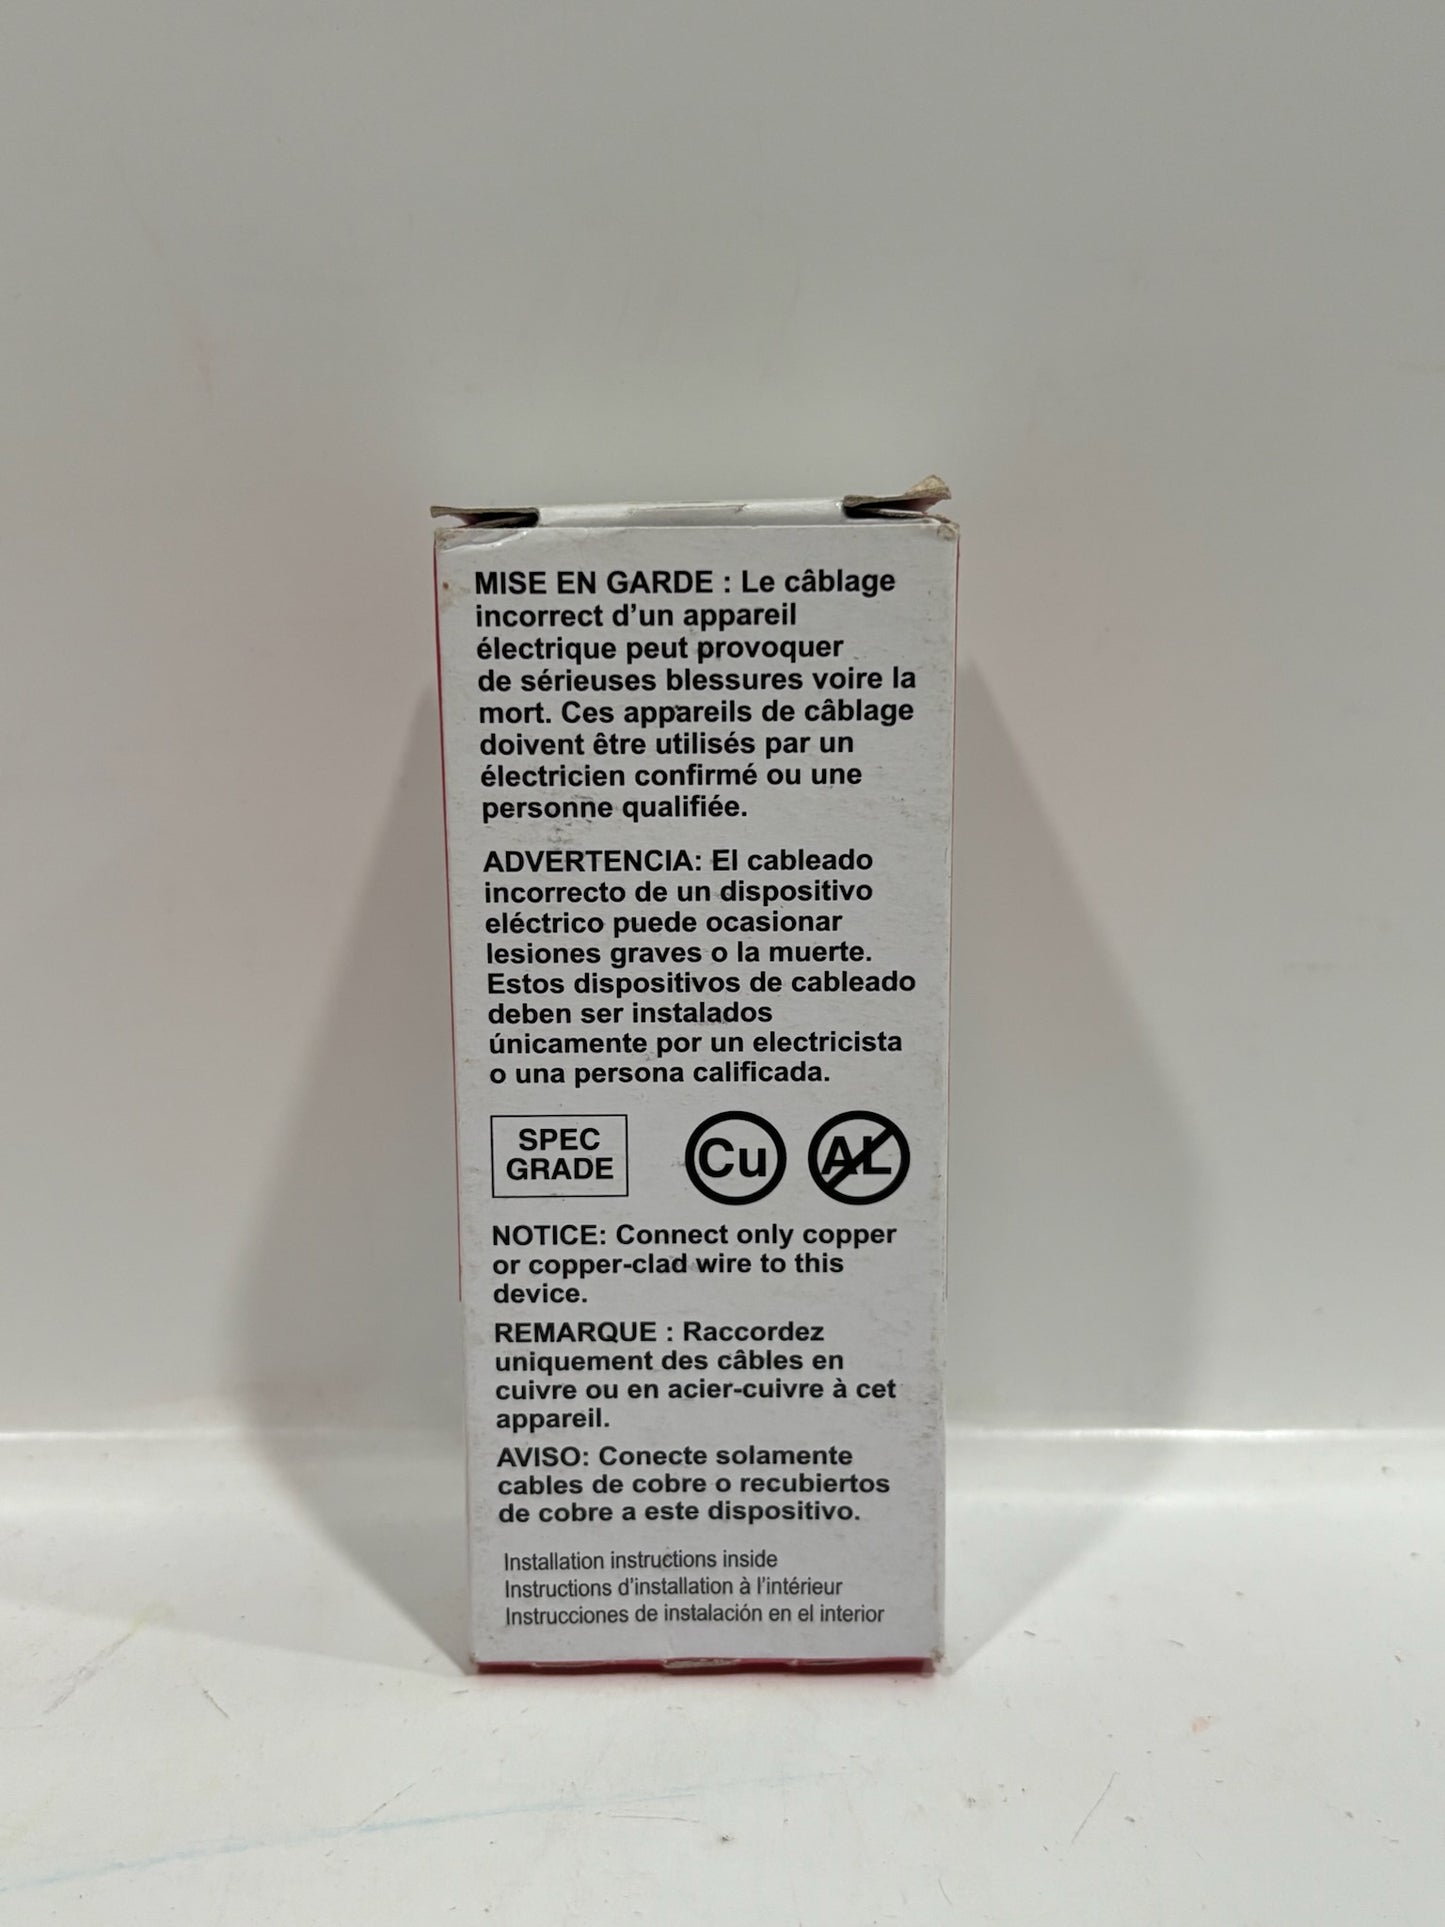 MISE EN GARDE : Le câblage
incorrect d’un appareil
électrique peut provoquer
de sérieuses blessures voire la
mort. Ces appareils de câblage
doivent être utilisés par un
électricien confirmé ou une
personne qualifiée.
ADVERTENCIA: El cableado
incorrecto de un dispositivo
eléctrico puede ocasionar
lesiones graves o la muerte.
Estos dispositivos de cableado
deben ser instalados
únicamente por un electricista
o una persona calificada.
SPEC
GRADE
Cu AL
NOTICE: Connect only copper
or copper-clad wire to this
device.
REMARQUE : Raccordez
uniquement des câbles en
cuivre ou en acier-cuivre à cet
appareil.
AVISO: Conecte solamente
cables de cobre o recubiertos
de cobre a este dispositivo.
Installation instructions inside
Instructions d’installation à l’intérieur
Instrucciones de instalación en el interior